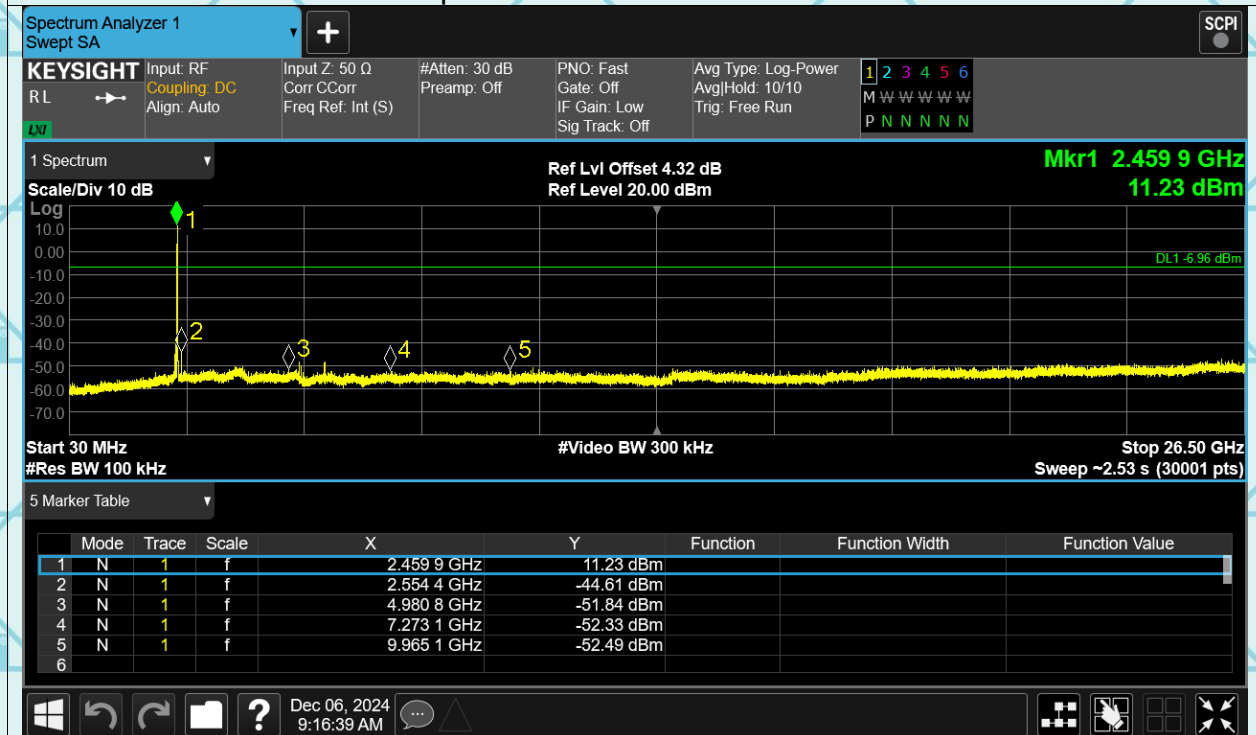 Spectrum Analyzer 1
Swept SA
+
SCPI
KEYSIGHT
RL
LXI
Input: RF
Coupling: DC
Align: Auto
Input Z: 50 Ω
Corr CCorr
Freq Ref: Int (S)
#Atten: 30 dB
Preamp: Off
PNO: Fast
Gate: Off
IF Gain: Low
Sig Track: Off
Avg Type: Log-Power
Avg|Hold: 10/10
Trig: Free Run
1 2 3 4 5 6
M W W W W W
P N N N N N
1 Spectrum
Scale/Div 10 dB
Ref Lvl Offset 4.32 dB
Ref Level 20.00 dBm
Mkr1 2.459 9 GHz
11.23 dBm
Log
10.0
0.00
-10.0
-20.0
-30.0
-40.0
-50.0
-60.0
-70.0
1
2
3
4
5
DL1 -6.96 dBm
Start 30 MHz
#Res BW 100 kHz
#Video BW 300 kHz
Stop 26.50 GHz
Sweep ~2.53 s (30001 pts)
5 Marker Table
Mode Trace Scale X Y Function Function Width Function Value
1 N 1 f 2.459 9 GHz 11.23 dBm
2 N 1 f 2.554 4 GHz -44.61 dBm
3 N 1 f 4.980 8 GHz -51.84 dBm
4 N 1 f 7.273 1 GHz -52.33 dBm
5 N 1 f 9.965 1 GHz -52.49 dBm
6
?
Dec 06, 2024
9:16:39 AM